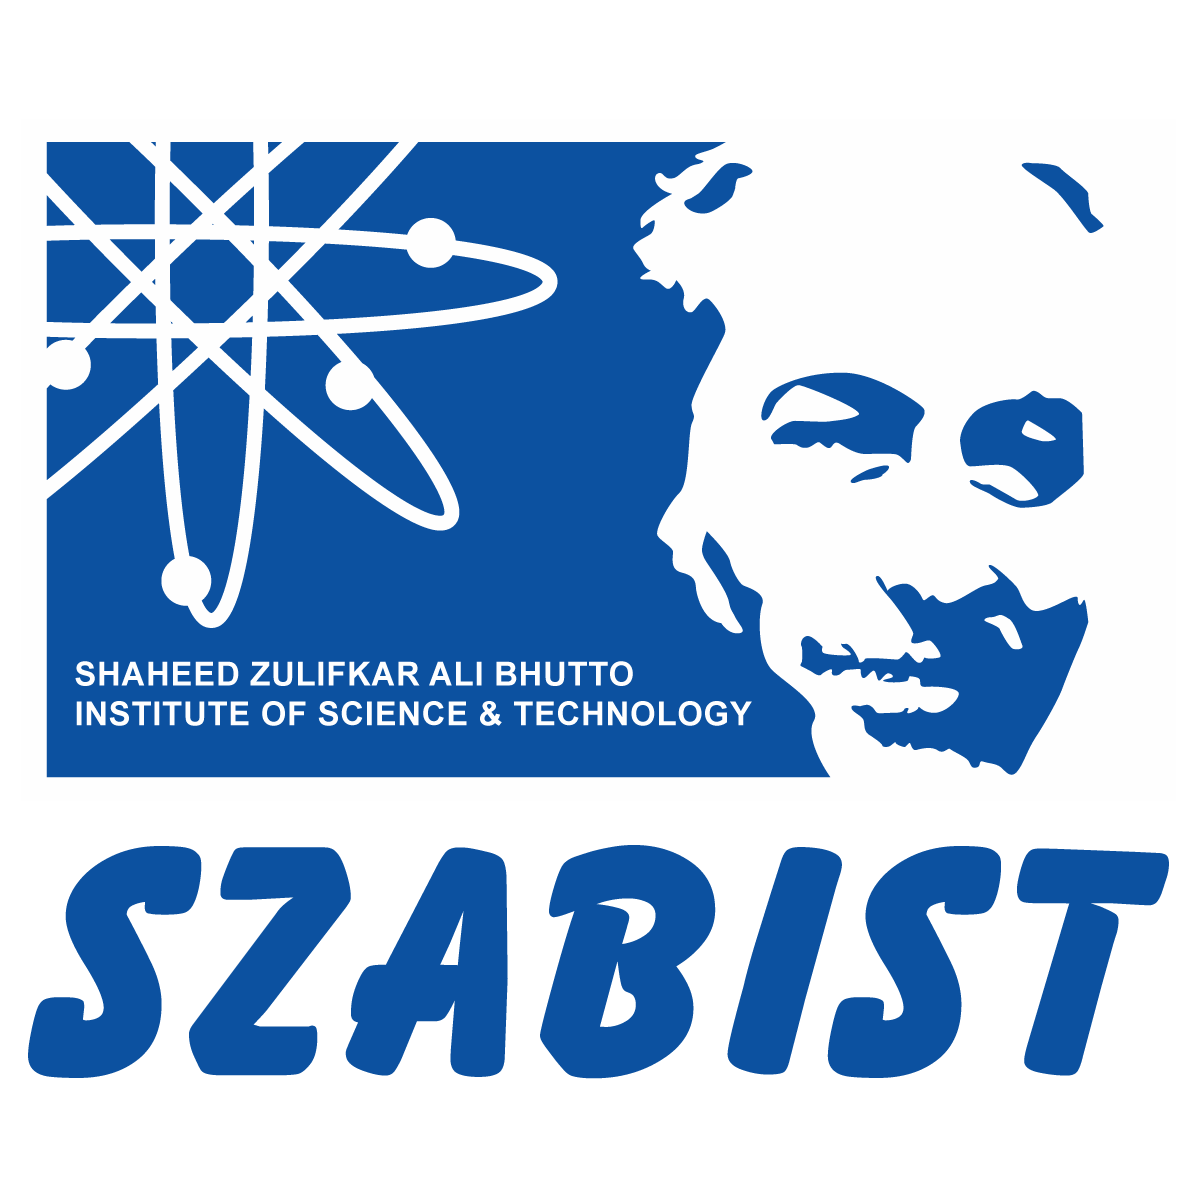 SHAHEED ZULIFKAR ALI BHUTTO
INSTITUTE OF SCIENCE & TECHNOLOGY
SZABIST